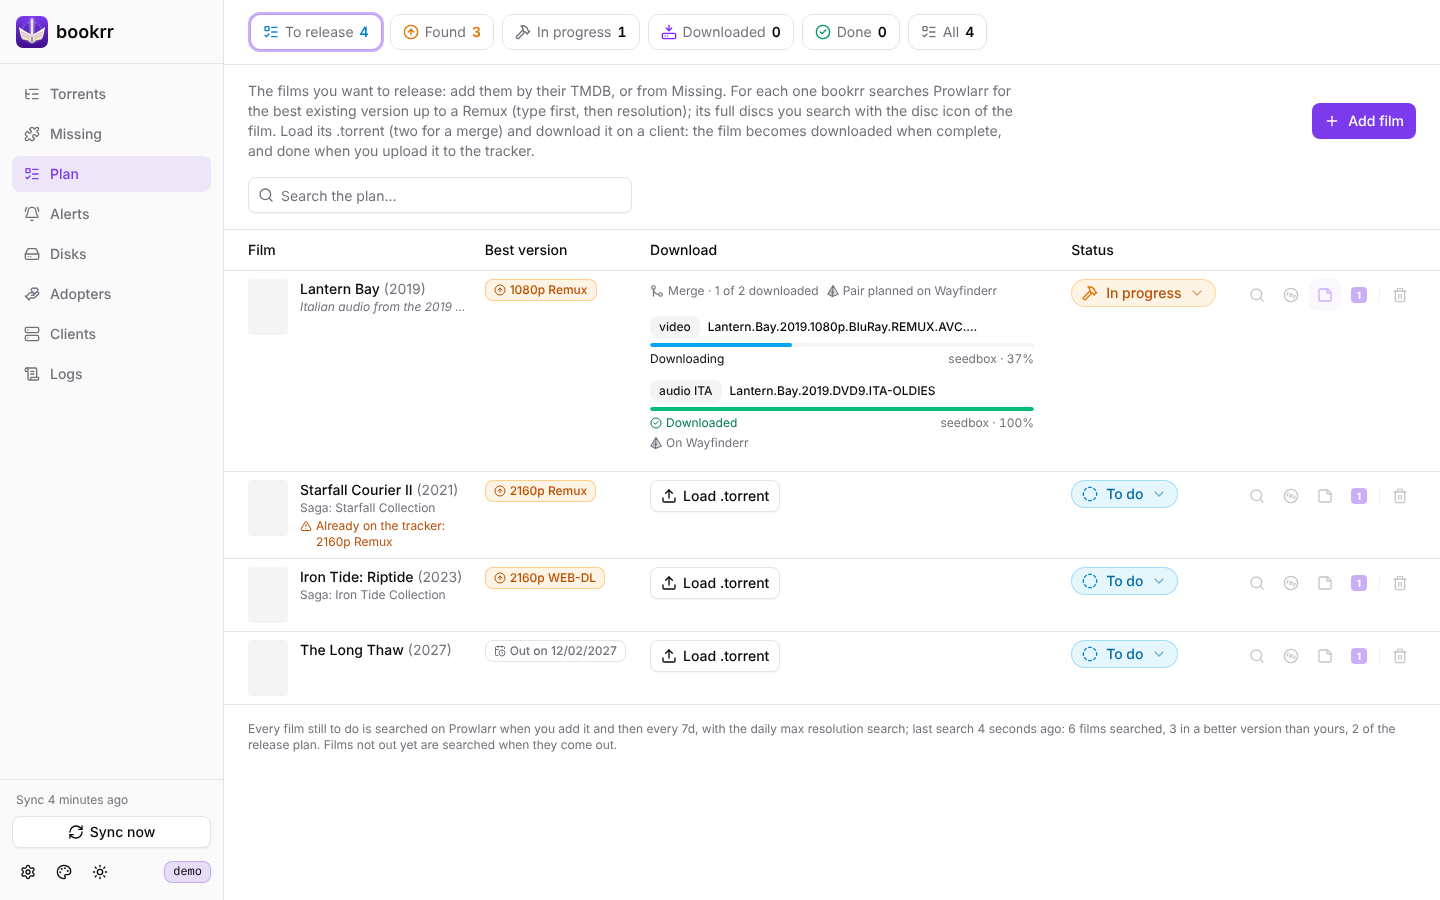 bookrr
Torrents
Missing
Plan
Alerts
Disks
Adopters
Clients
Logs
Sync 4 minutes ago
Sync now
demo
To release 4
Found 3
In progress 1
Downloaded 0
Done 0
All 4
The films you want to release: add them by their TMDB, or from Missing. For each one bookrr searches Prowlarr for
the best existing version up to a Remux (type first, then resolution); its full discs you search with the disc icon of the
film. Load its .torrent (two for a merge) and download it on a client: the film becomes downloaded when complete,
and done when you upload it to the tracker.
Add film
Search the plan...
Film Best version Download Status
Lantern Bay (2019)
Italian audio from the 2019 ...
1080p Remux
Merge · 1 of 2 downloaded Pair planned on Wayfinderr
video Lantern.Bay.2019.1080p.BluRay.REMUX.AVC....
Downloading seedbox · 37%
audio ITA Lantern.Bay.2019.DVD9.ITA-OLDIES
Downloaded seedbox · 100%
On Wayfinderr
In progress
1
Starfall Courier II (2021)
Saga: Starfall Collection
Already on the tracker:
2160p Remux
2160p Remux
Load .torrent
To do
1
Iron Tide: Riptide (2023)
Saga: Iron Tide Collection
2160p WEB-DL
Load .torrent
To do
1
The Long Thaw (2027)
Out on 12/02/2027
Load .torrent
To do
1
Every film still to do is searched on Prowlarr when you add it and then every 7d, with the daily max resolution search; last search 4 seconds ago: 6 films searched, 3 in a better version than yours, 2 of the
release plan. Films not out yet are searched when they come out.